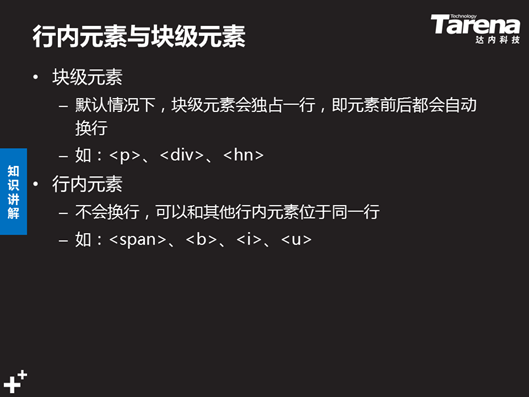 行内元素与块级元素
Technology
Tarena
达内科技
• 块级元素
– 默认情况下，块级元素会独占一行，即元素前后都会自动
换行
– 如：<p>、<div>、<hn>
知识讲解
• 行内元素
– 不会换行，可以和其他行内元素位于同一行
– 如：<span>、<b>、<i>、<u>